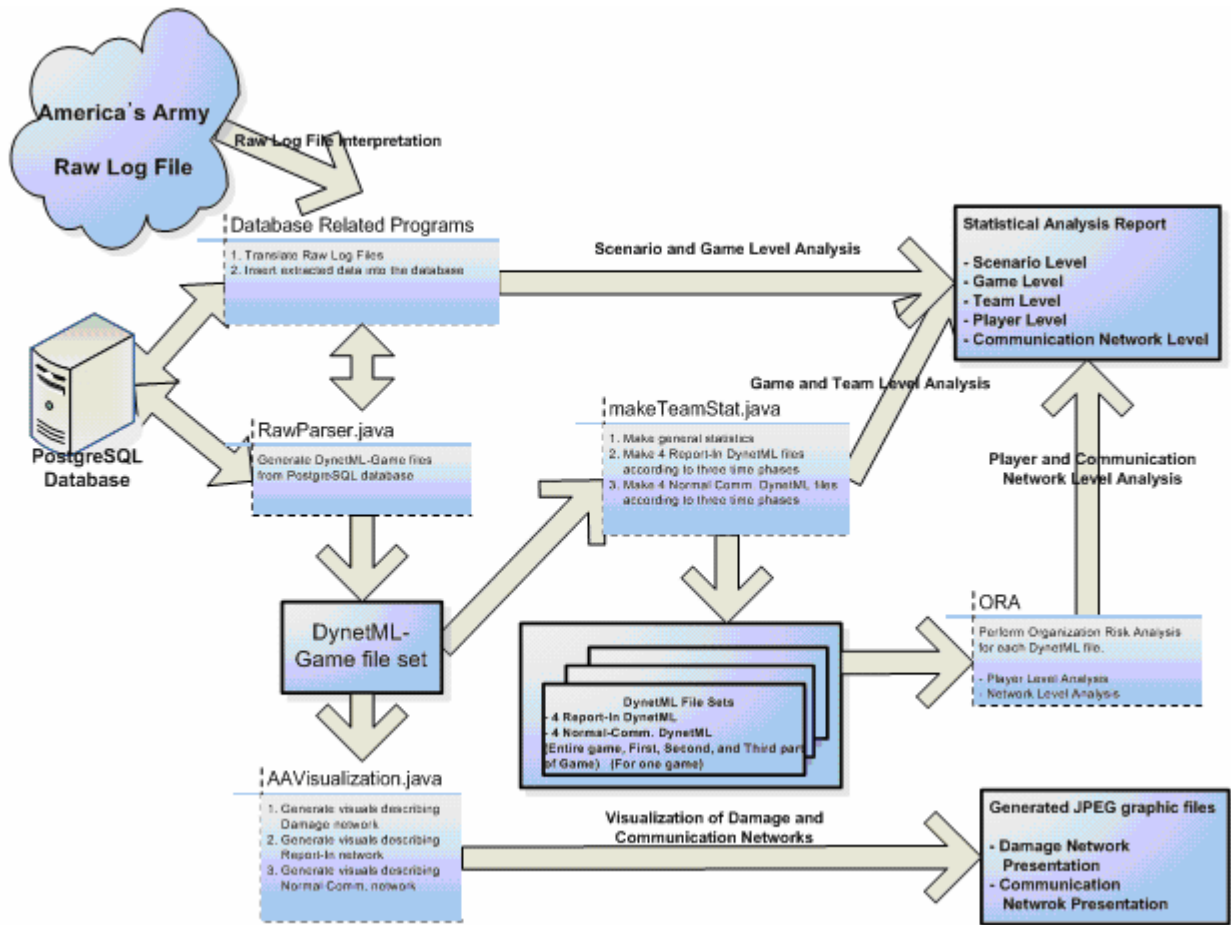 America's Army
Raw Log File
Raw Log File Interpretation
Database Related Programs
1. Translate Raw Log Files
2. Insert extracted data into the database
Scenario and Game Level Analysis
Statistical Analysis Report
- Scenario Level
- Game Level
- Team Level
- Player Level
- Communication Network Level
PostgreSQL
Database
RawParser.java
Generate DynetML-Game files
from PostgreSQL database
Game and Team Level Analysis
makeTeamStat.java
1. Make general statistics
2. Make 4 Report-In DynetML files
according to three time phases
3. Make 4 Normal Comm. DynetML files
according to three time phases
Player and Communication
Network Level Analysis
DynetML-
Game file set
DynetML File Sets
- 4 Report-In DynetML
- 4 Normal-Comm. DynetML
(Entire game, First, Second, and Third part
of Game) (For one game)
ORA
Perform Organization Risk Analysis
for each DynetML file.
- Player Level Analysis
- Network Level Analysis
AAVisualization.java
1. Generate visuals describing
Damage network
2. Generate visuals describing
Report-In network
3. Generate visuals describing
Normal Comm. network
Visualization of Damage and
Communication Networks
Generated JPEG graphic files
- Damage Network
Presentation
- Communication
Netwrok Presentation